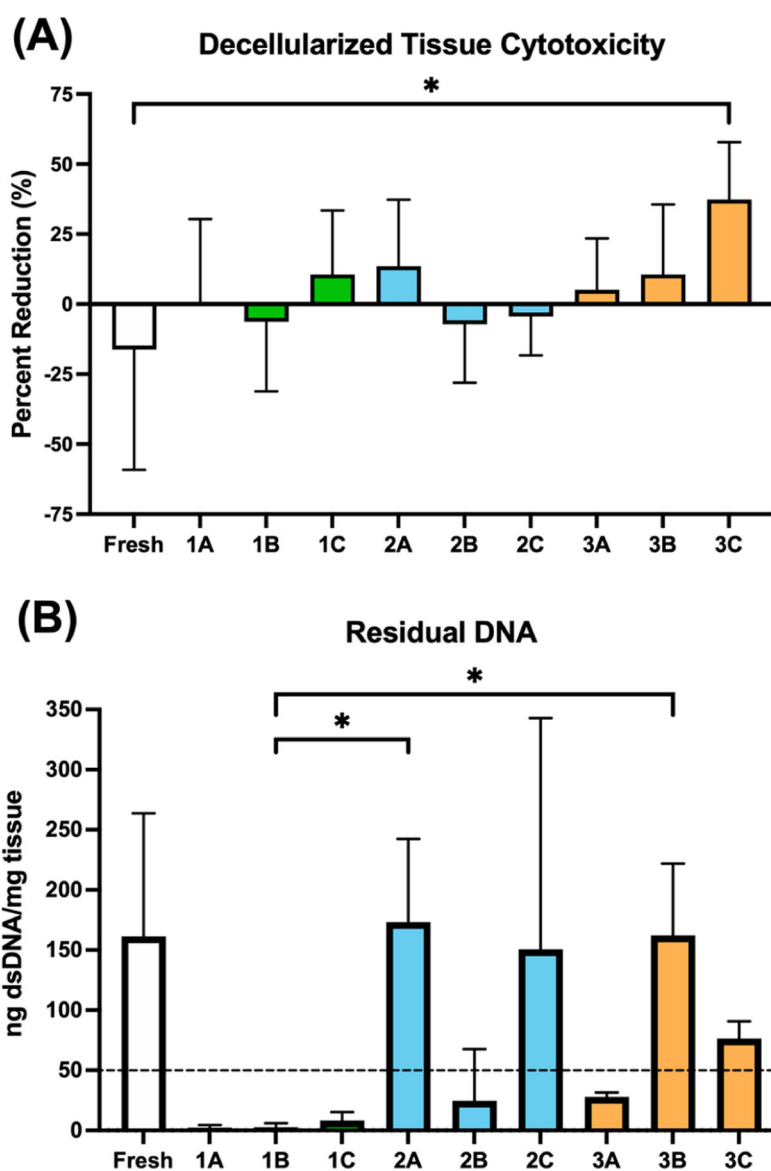 (A)
Decellularized Tissue Cytotoxicity
Percent Reduction (%)
75
50
25
0
-25
-50
-75
*
Fresh 1A 1B 1C 2A 2B 2C 3A 3B 3C
(B)
Residual DNA
ng dsDNA/mg tissue
350
300
250
200
150
100
50
0
*
*
Fresh 1A 1B 1C 2A 2B 2C 3A 3B 3C